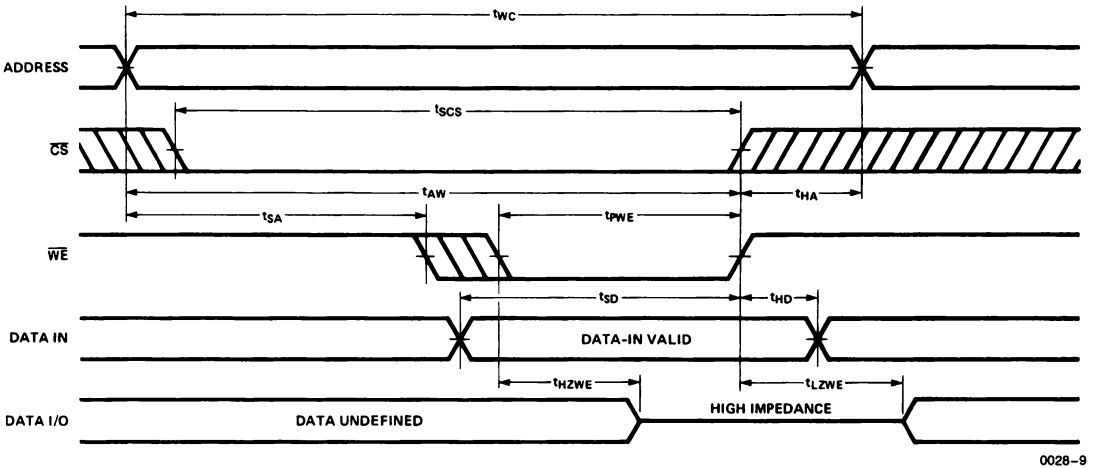 tWC
ADDRESS
tSCS
CS
tAW
tHA
tSA
tPWE
WE
tSD
tHD
DATA IN
DATA-IN VALID
tHZWE
tLZWE
DATA I/O
DATA UNDEFINED
HIGH IMPEDANCE
0028-9